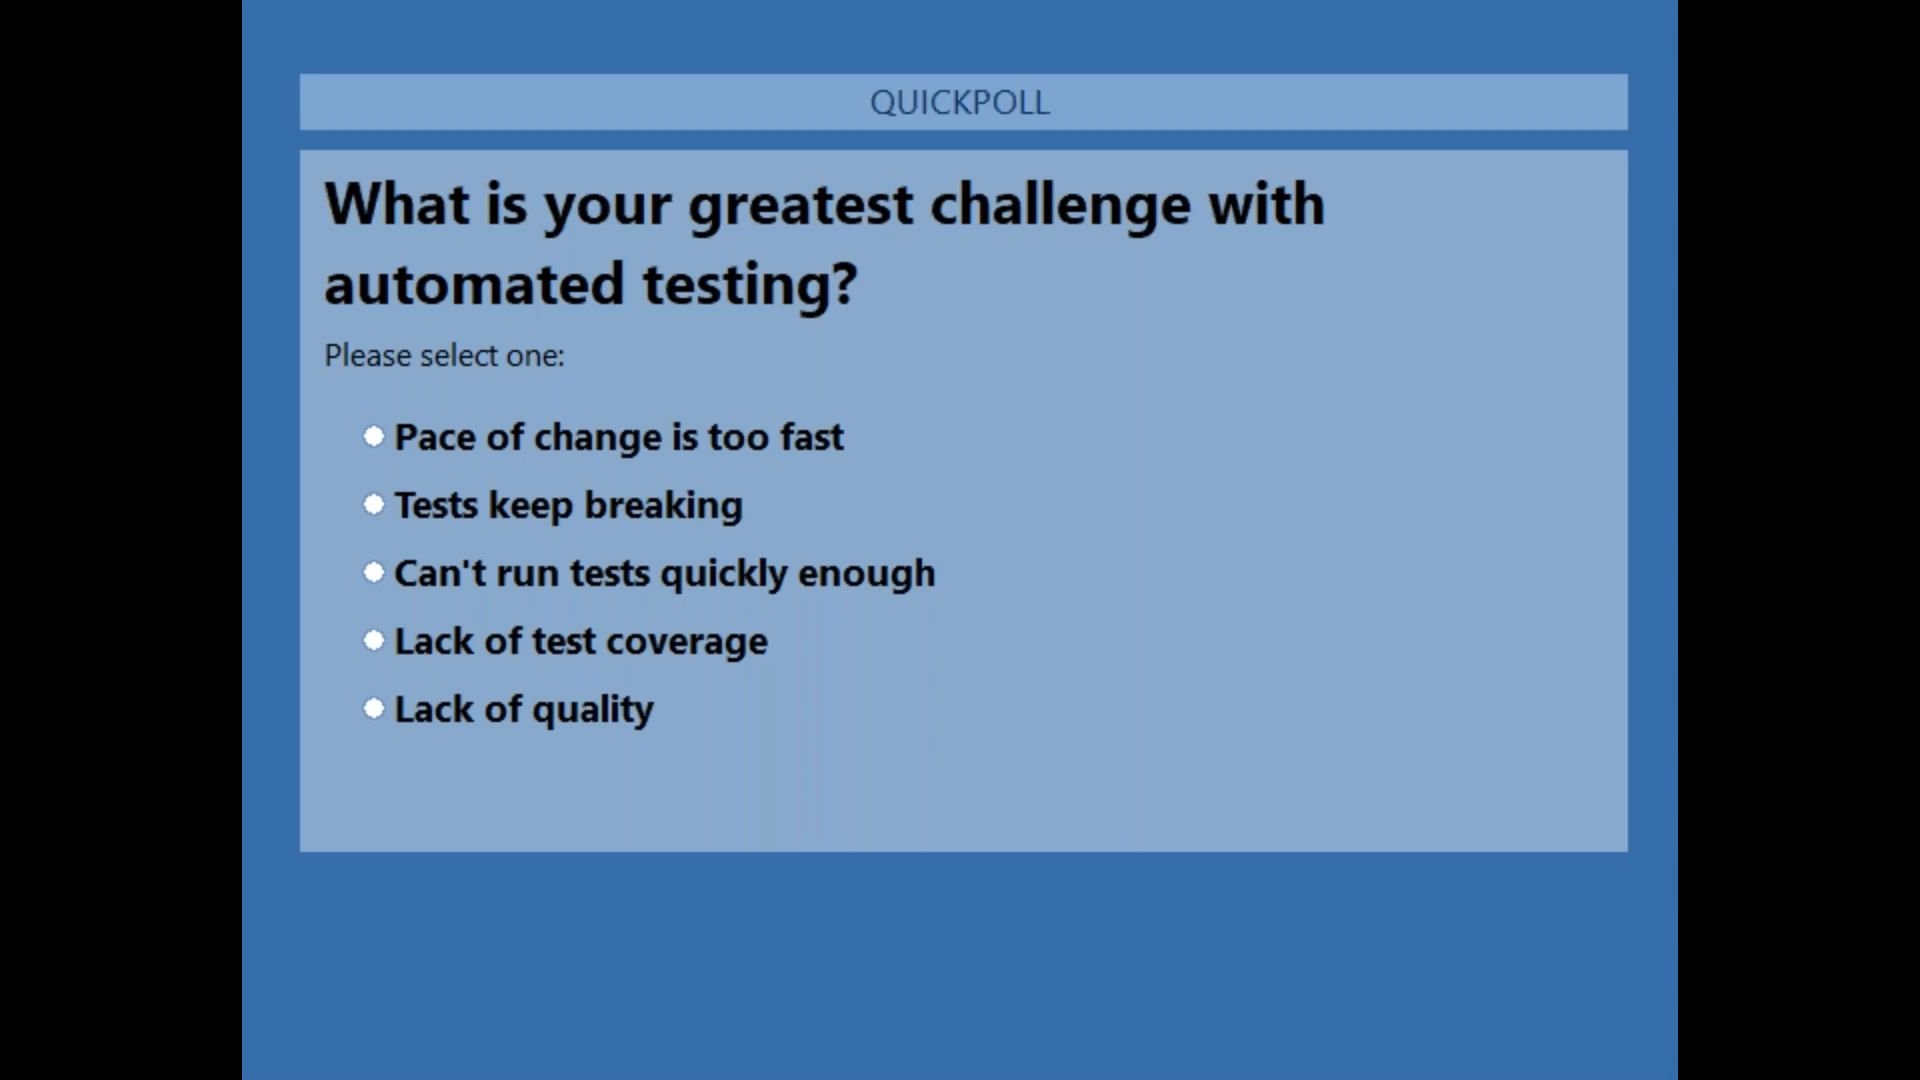 QUICKPOLL
What is your greatest challenge with
automated testing?
Please select one:
Pace of change is too fast
Tests keep breaking
Can't run tests quickly enough
Lack of test coverage
Lack of quality